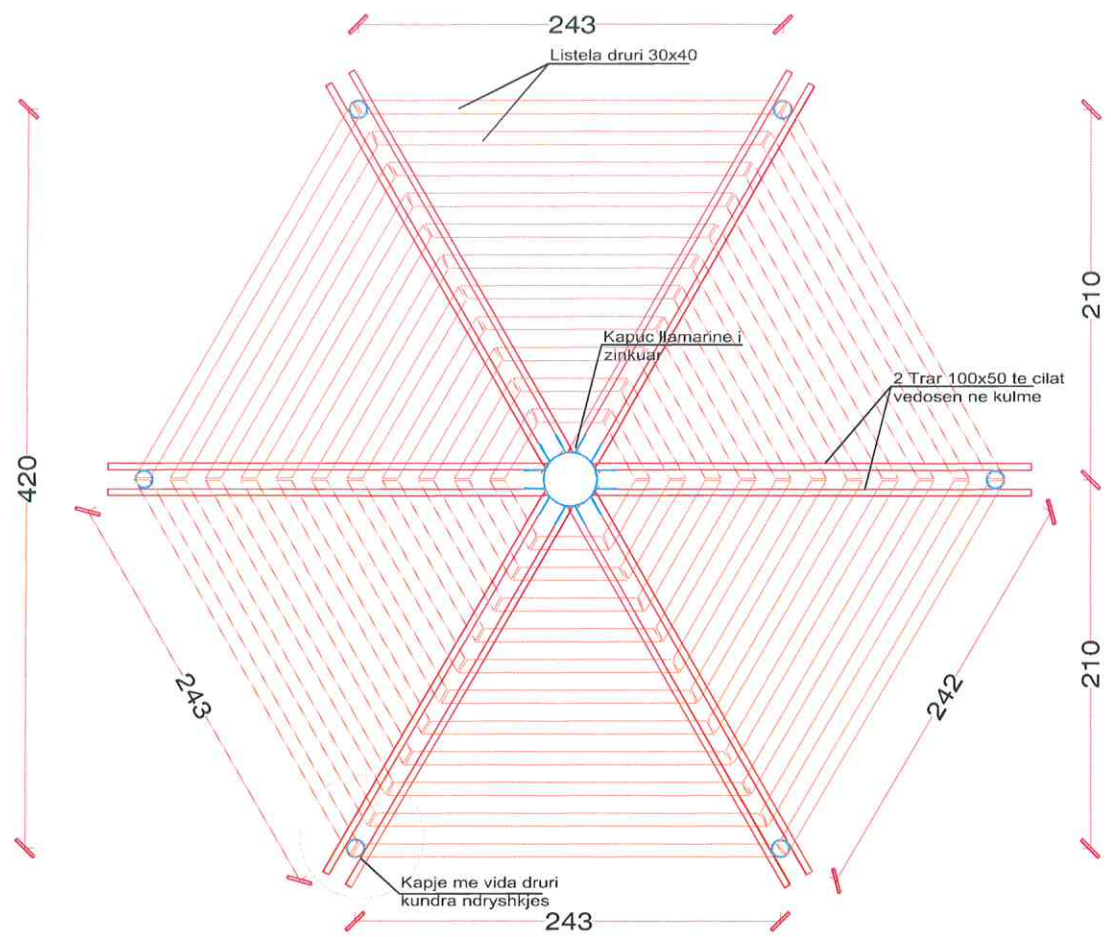 243
Listela druri 30x40
210
Kapuc llamarine i
zinkuar
2 Trar 100x50 te cilat
vedosen ne kulme
420
243
242
210
Kapje me vida druri
kundra ndryshkjes
243